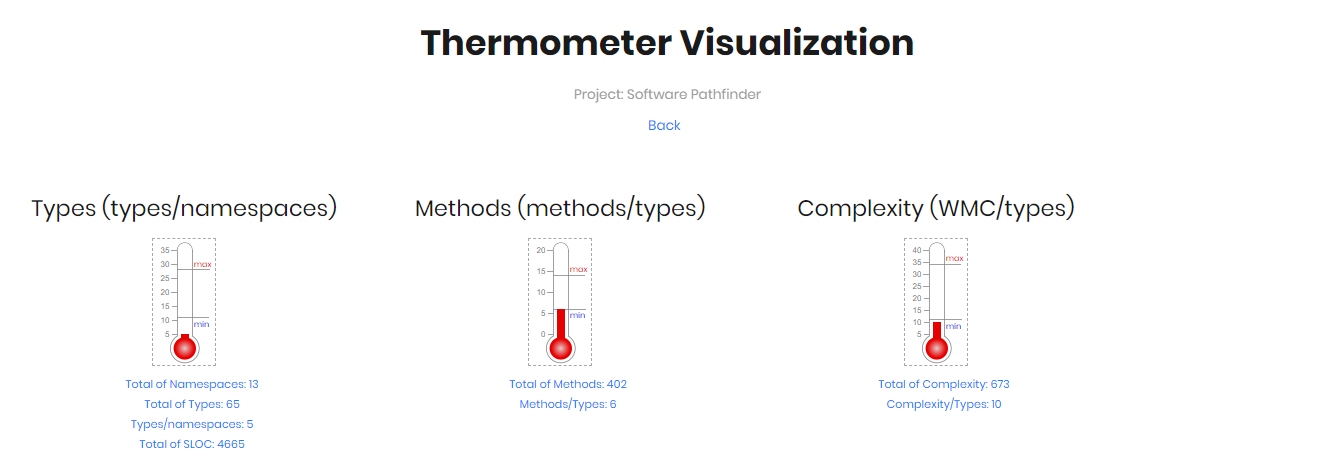 Thermometer Visualization
Project: Software Pathfinder
Back
Types (types/namespaces)
35
30
max
25
20
15
10
min
5
Total of Namespaces: 13
Total of Types: 65
Types/namespaces: 5
Total of SLOC: 4665
Methods (methods/types)
20
max
15
10
5
min
0
Total of Methods: 402
Methods/Types: 6
Complexity (WMC/types)
40
max
35
30
25
20
15
10
min
5
Total of Complexity: 673
Complexity/Types: 10